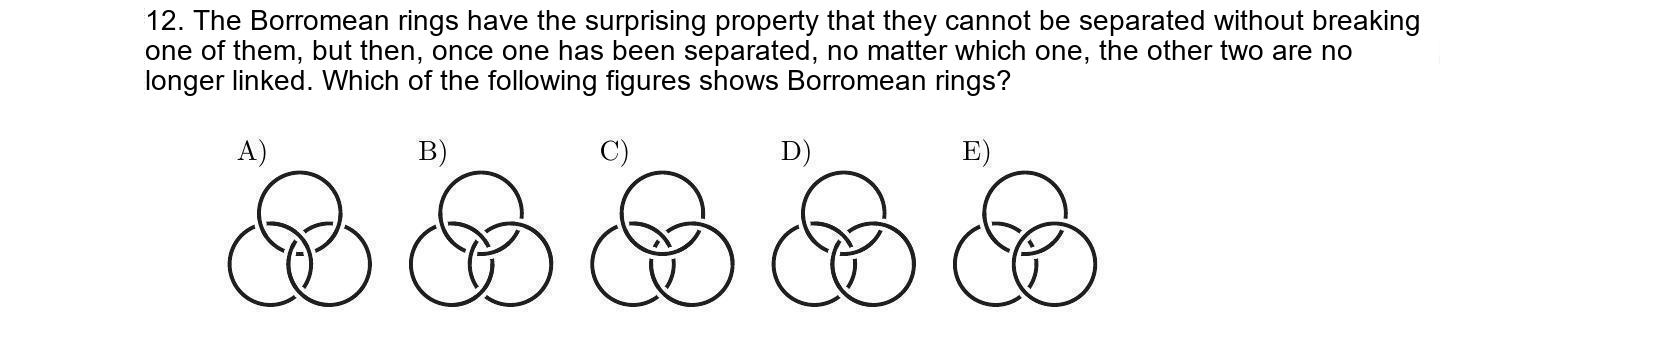 12. The Borromean rings have the surprising property that they cannot be separated without breaking
one of them, but then, once one has been separated, no matter which one, the other two are no
longer linked. Which of the following figures shows Borromean rings?
A) B) C) D) E)